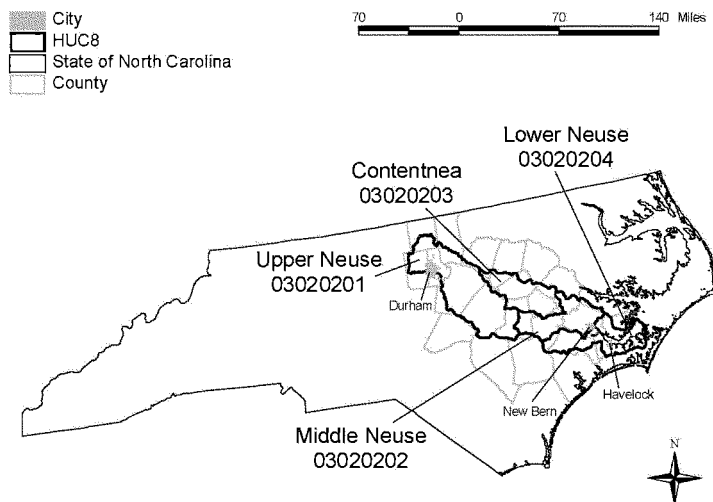 City
HUC8
State of North Carolina
County
70 0 70 140 Miles
Lower Neuse
03020204
Contentnea
03020203
Upper Neuse
03020201
Durham
Havelock
New Bern
Middle Neuse
03020202
N